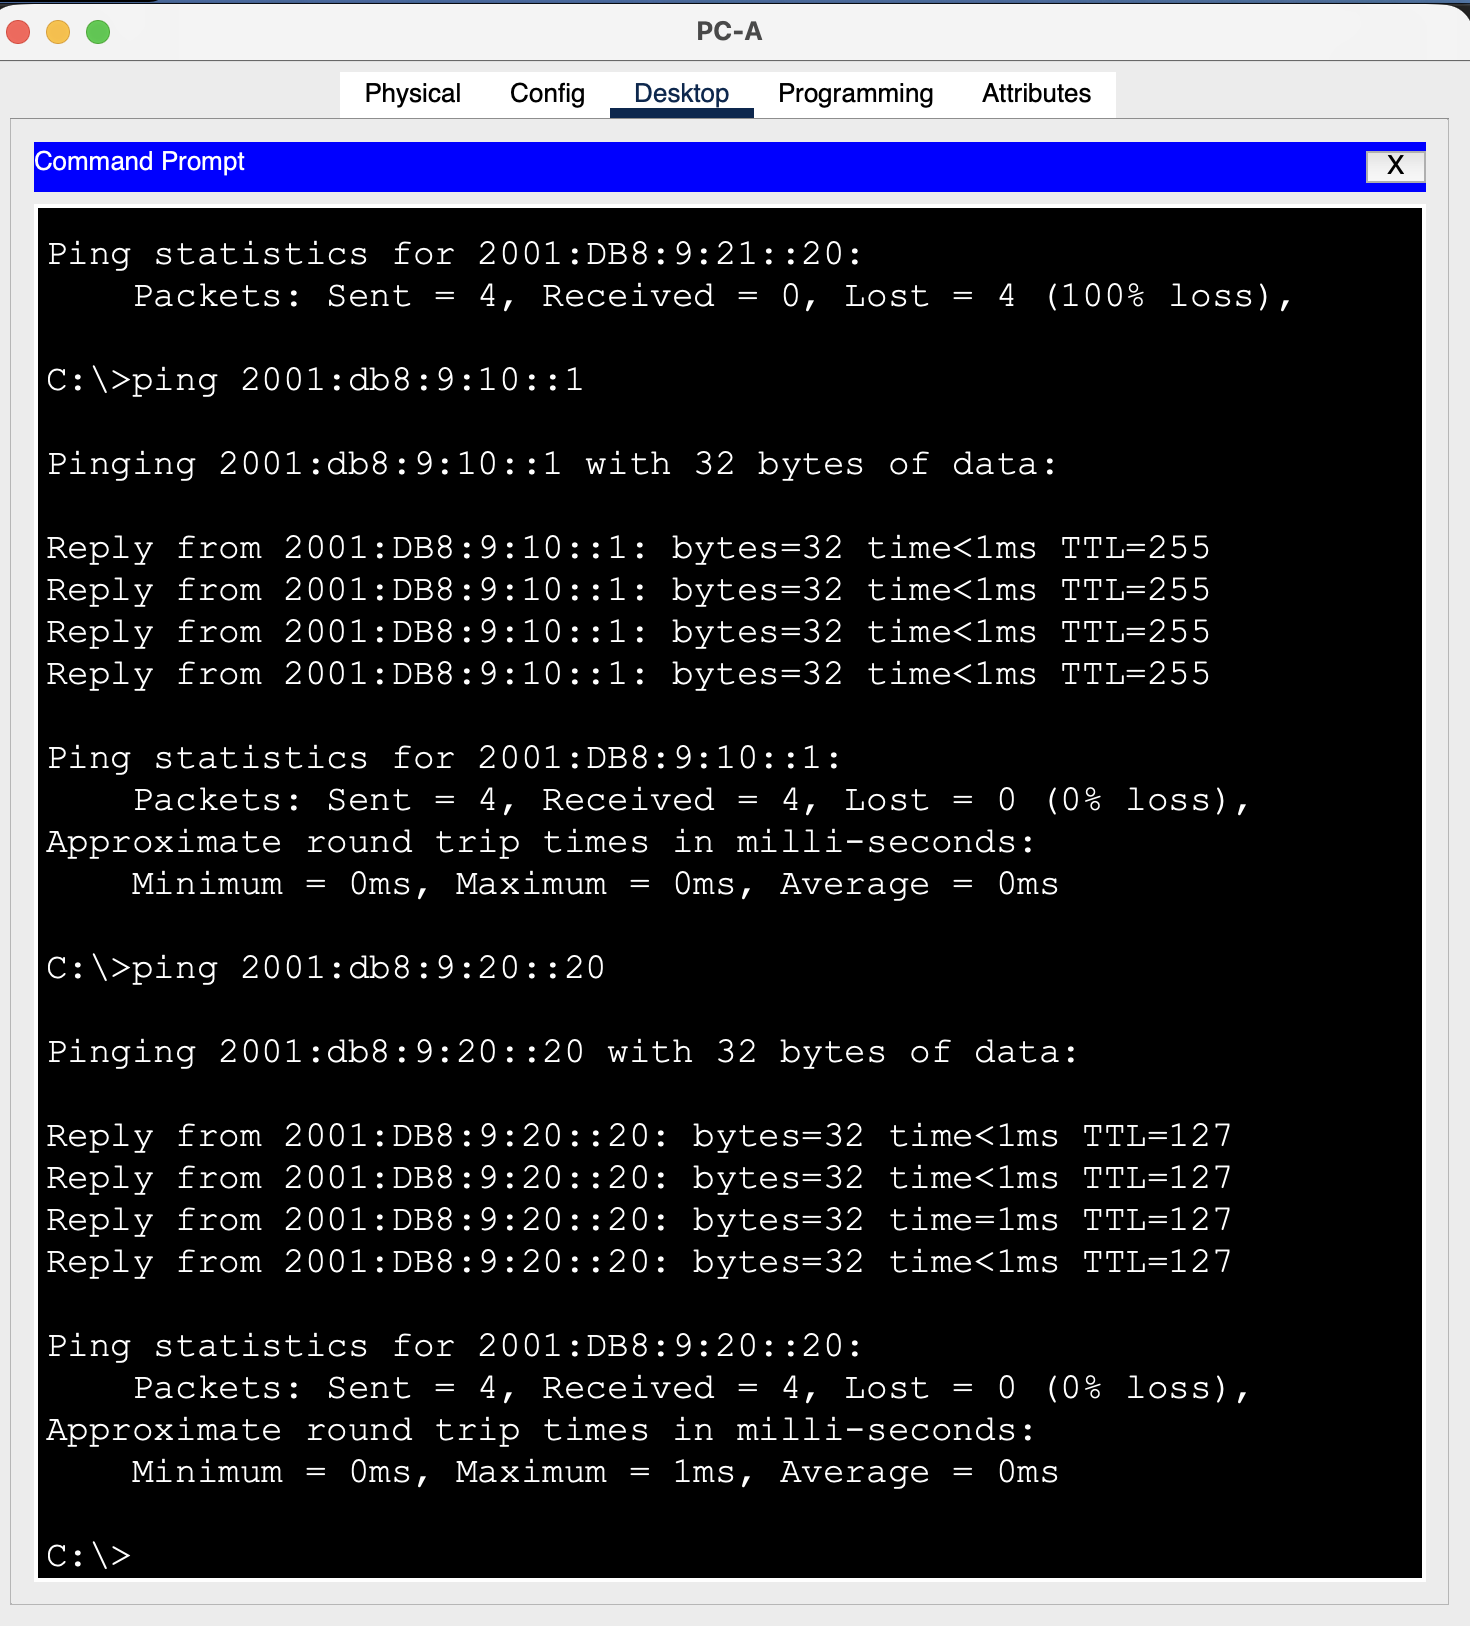 PC-A
Physical Config Desktop Programming Attributes
Command Prompt X
Ping statistics for 2001:DB8:9:21::20:
    Packets: Sent = 4, Received = 0, Lost = 4 (100% loss),
C:\>ping 2001:db8:9:10::1
Pinging 2001:db8:9:10::1 with 32 bytes of data:
Reply from 2001:DB8:9:10::1: bytes=32 time<1ms TTL=255
Reply from 2001:DB8:9:10::1: bytes=32 time<1ms TTL=255
Reply from 2001:DB8:9:10::1: bytes=32 time<1ms TTL=255
Reply from 2001:DB8:9:10::1: bytes=32 time<1ms TTL=255
Ping statistics for 2001:DB8:9:10::1:
    Packets: Sent = 4, Received = 4, Lost = 0 (0% loss),
Approximate round trip times in milli-seconds:
    Minimum = 0ms, Maximum = 0ms, Average = 0ms
C:\>ping 2001:db8:9:20::20
Pinging 2001:db8:9:20::20 with 32 bytes of data:
Reply from 2001:DB8:9:20::20: bytes=32 time<1ms TTL=127
Reply from 2001:DB8:9:20::20: bytes=32 time<1ms TTL=127
Reply from 2001:DB8:9:20::20: bytes=32 time=1ms TTL=127
Reply from 2001:DB8:9:20::20: bytes=32 time<1ms TTL=127
Ping statistics for 2001:DB8:9:20::20:
    Packets: Sent = 4, Received = 4, Lost = 0 (0% loss),
Approximate round trip times in milli-seconds:
    Minimum = 0ms, Maximum = 1ms, Average = 0ms
C:\>